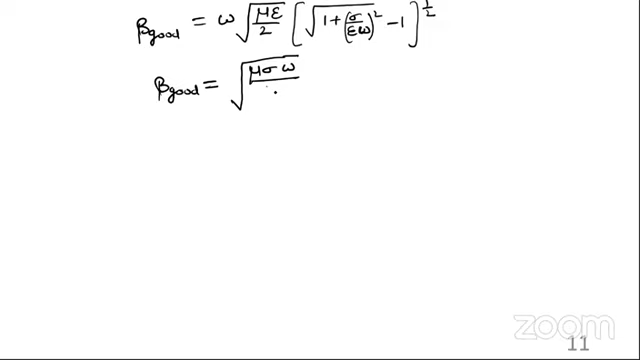 β_good = ω √(με/2) [ √(1+(σ/εω)²) -1 ]^(1/2)
β_good = √(μσω/
zoom
11